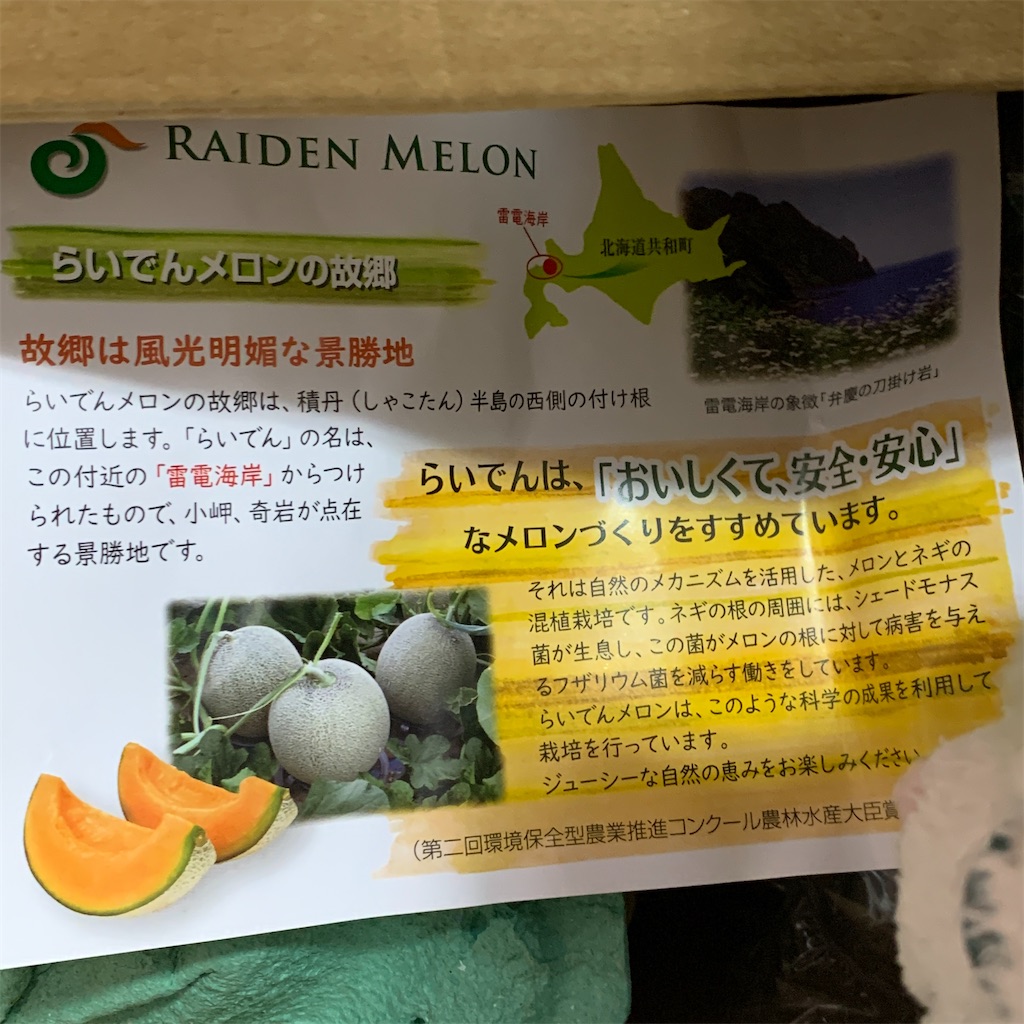 RAIDEN MELON
雷電海岸
北海道共和町
らいでんメロンの故郷
故郷は風光明媚な景勝地
らいでんメロンの故郷は、積丹（しゃこたん）半島の西側の付け根
に位置します。「らいでん」の名は、
この付近の「雷電海岸」からつけ
られたもので、小岬、奇岩が点在
する景勝地です。
雷電海岸の象徴「弁慶の刀掛け岩」
らいでんは、「おいしくて、安全・安心」
なメロンづくりをすすめています。
それは自然のメカニズムを活用した、メロンとネギの
混植栽培です。ネギの根の周囲には、シェードモナス
菌が生息し、この菌がメロンの根に対して病害を与え
るフザリウム菌を減らす働きをしています。
らいでんメロンは、このような科学の成果を利用して
栽培を行っています。
ジューシーな自然の恵みをお楽しみください
（第二回環境保全型農業推進コンクール農林水産大臣賞